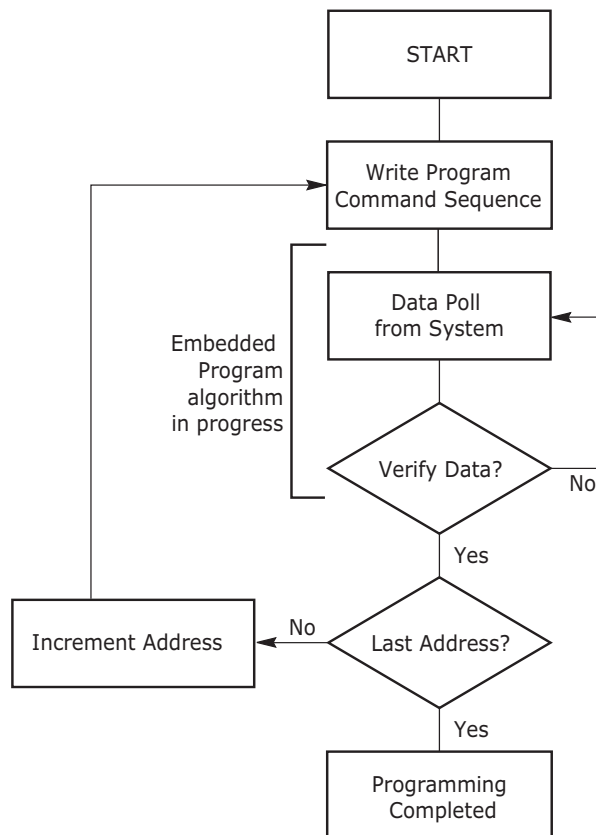 START
Write Program
Command Sequence
Data Poll
from System
Embedded
Program
algorithm
in progress
Verify Data?
No
Yes
Increment Address
No
Last Address?
Yes
Programming
Completed